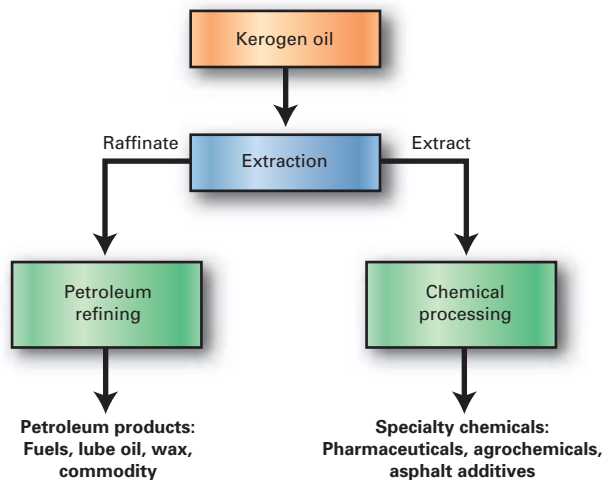 Kerogen oil
Raffinate
Extraction
Extract
Petroleum
refining
Chemical
processing
Petroleum products:
Fuels, lube oil, wax,
commodity
Specialty chemicals:
Pharmaceuticals, agrochemicals,
asphalt additives